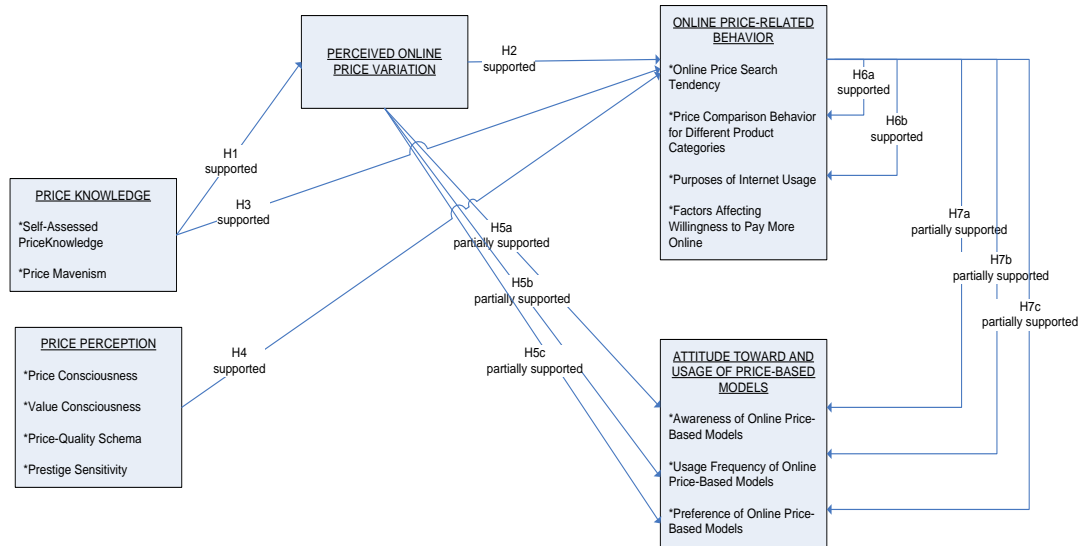 PERCEIVED ONLINE
PRICE VARIATION
H2
supported
ONLINE PRICE-RELATED
BEHAVIOR
*Online Price Search
Tendency
*Price Comparison Behavior
for Different Product
Categories
*Purposes of Internet Usage
*Factors Affecting
Willingness to Pay More
Online
H6a
supported
H6b
supported
H1
supported
PRICE KNOWLEDGE
*Self-Assessed
PriceKnowledge
*Price Mavenism
H3
supported
H5a
partially supported
H5b
partially supported
H5c
partially supported
H7a
partially supported
H7b
partially supported
H7c
partially supported
PRICE PERCEPTION
*Price Consciousness
*Value Consciousness
*Price-Quality Schema
*Prestige Sensitivity
H4
supported
ATTITUDE TOWARD AND
USAGE OF PRICE-BASED
MODELS
*Awareness of Online Price-
Based Models
*Usage Frequency of Online
Price-Based Models
*Preference of Online Price-
Based Models